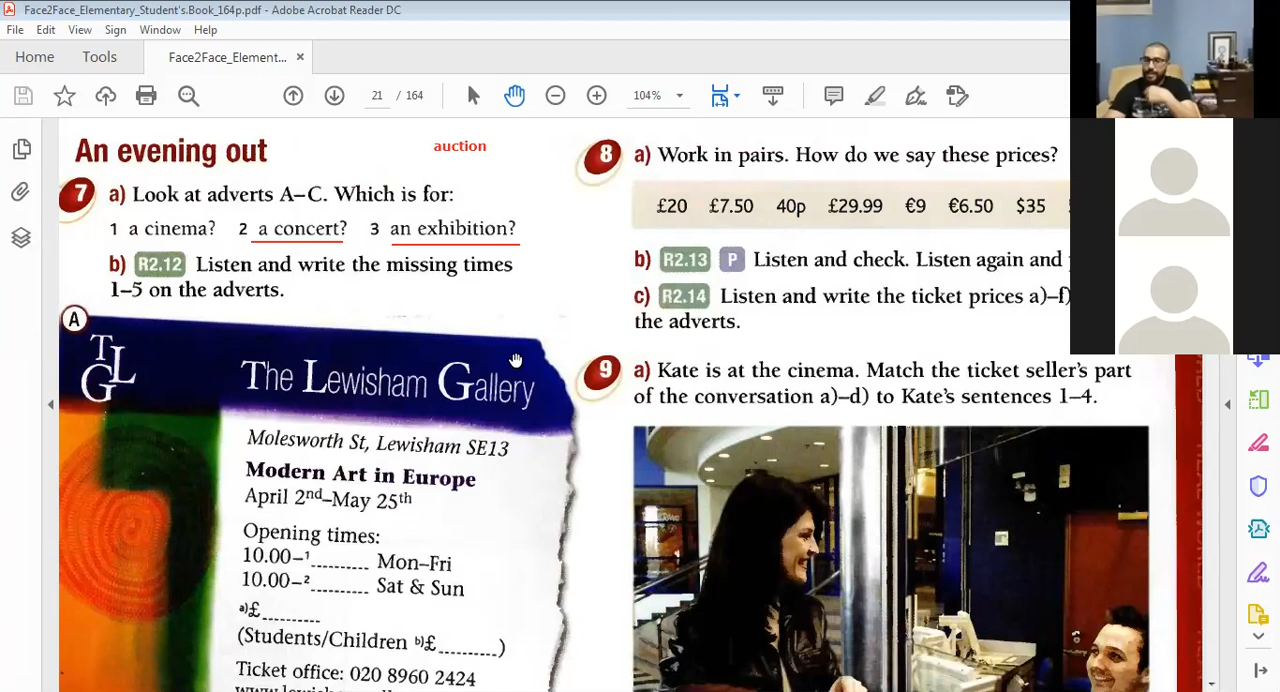 Face2Face_Elementary_Student's.Book_164p.pdf - Adobe Acrobat Reader DC
File Edit View Sign Window Help
Home Tools Face2Face_Element... ×
21 / 164 104%
An evening out
auction
7 a) Look at adverts A–C. Which is for:
1 a cinema? 2 a concert? 3 an exhibition?
b) R2.12 Listen and write the missing times
1–5 on the adverts.
A
TLG
The Lewisham Gallery
Molesworth St, Lewisham SE13
Modern Art in Europe
April 2nd–May 25th
Opening times:
10.00–1_________ Mon–Fri
10.00–2_________ Sat & Sun
a)£_________
(Students/Children b)£_________)
Ticket office: 020 8960 2424
8 a) Work in pairs. How do we say these prices?
£20 £7.50 40p £29.99 €9 €6.50 $35
b) R2.13 P Listen and check. Listen again and
c) R2.14 Listen and write the ticket prices a)–f)
the adverts.
9 a) Kate is at the cinema. Match the ticket seller's part
of the conversation a)–d) to Kate's sentences 1–4.